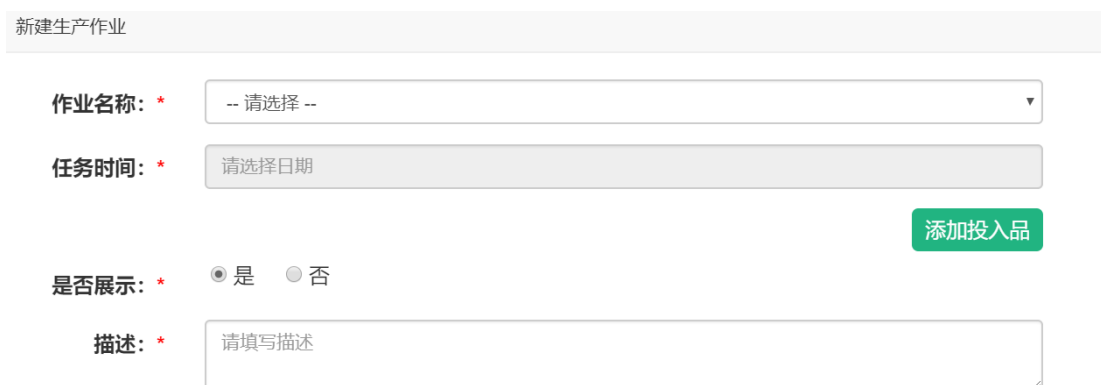 新建生产作业
作业名称：* -- 请选择 --
任务时间：* 请选择日期
添加投入品
是否展示：* 是 否
描述：* 请填写描述